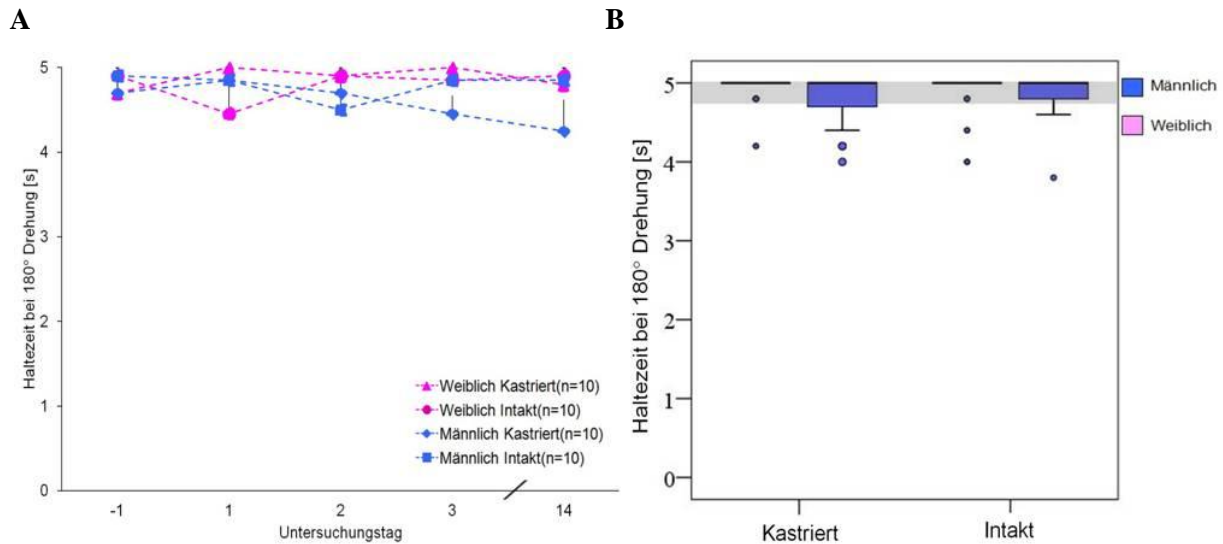 A
Haltezeit bei 180° Drehung [s]
5
4
3
2
1
0
-1 1 2 3 14
Untersuchungstag
Weiblich Kastriert(n=10)
Weiblich Intakt(n=10)
Männlich Kastriert(n=10)
Männlich Intakt(n=10)
B
Haltezeit bei 180° Drehung [s]
5
4
3
2
1
0
Kastriert Intakt
Männlich
Weiblich